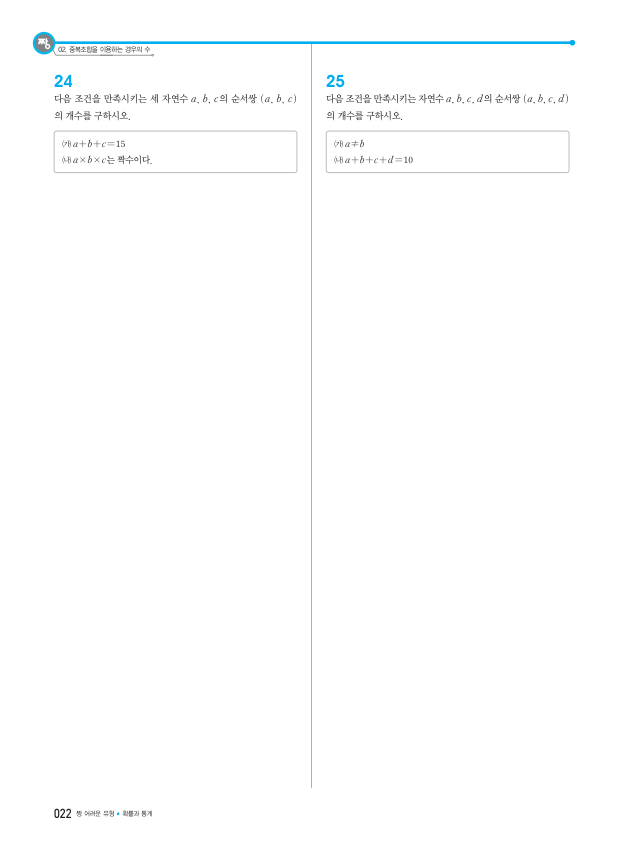 짱
02. 중복조합을 이용하는 경우의 수
24
다음 조건을 만족시키는 세 자연수 a, b, c의 순서쌍 (a, b, c)
의 개수를 구하시오.
㈎ a+b+c=15
㈏ a×b×c는 짝수이다.
25
다음 조건을 만족시키는 자연수 a, b, c, d의 순서쌍 (a, b, c, d)
의 개수를 구하시오.
㈎ a≠b
㈏ a+b+c+d=10
022 짱 어려운 유형 • 확률과 통계